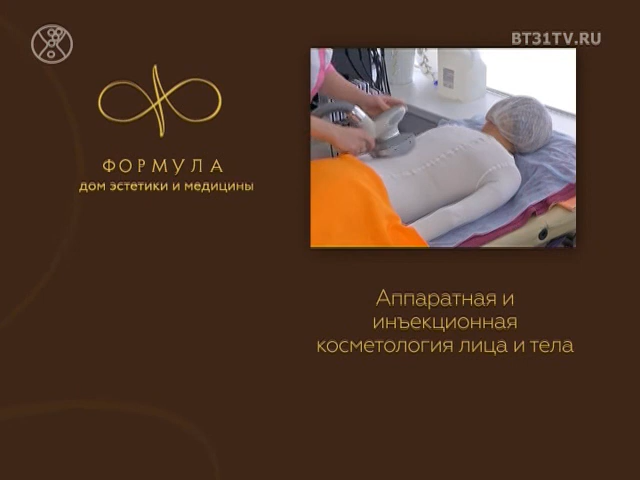 BT31TV.RU
ФОРМУЛА
дом эстетики и медицины
Аппаратная и
инъекционная
косметология лица и тела